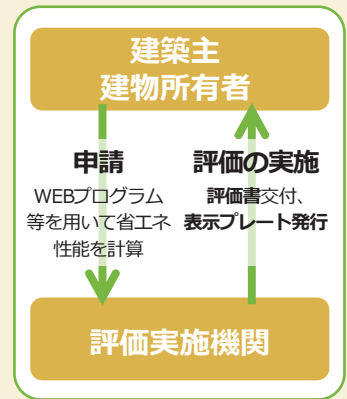 建築主
建物所有者
申請
WEBプログラム
等を用いて省エネ
性能を計算
評価の実施
評価書交付、
表示プレート発行
評価実施機関